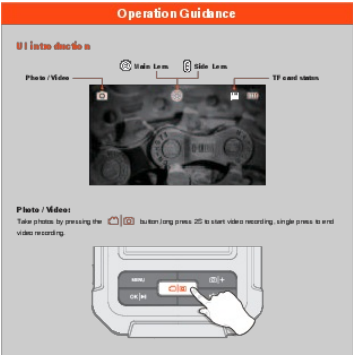 Operation Guidance
UI introduction
Main Lens Side Lens
Photo / Video TF card status
Photo / Video:
Take photos by pressing the button,long press 2S to start video recording, single press to end
video recording.
MENU
+
OK